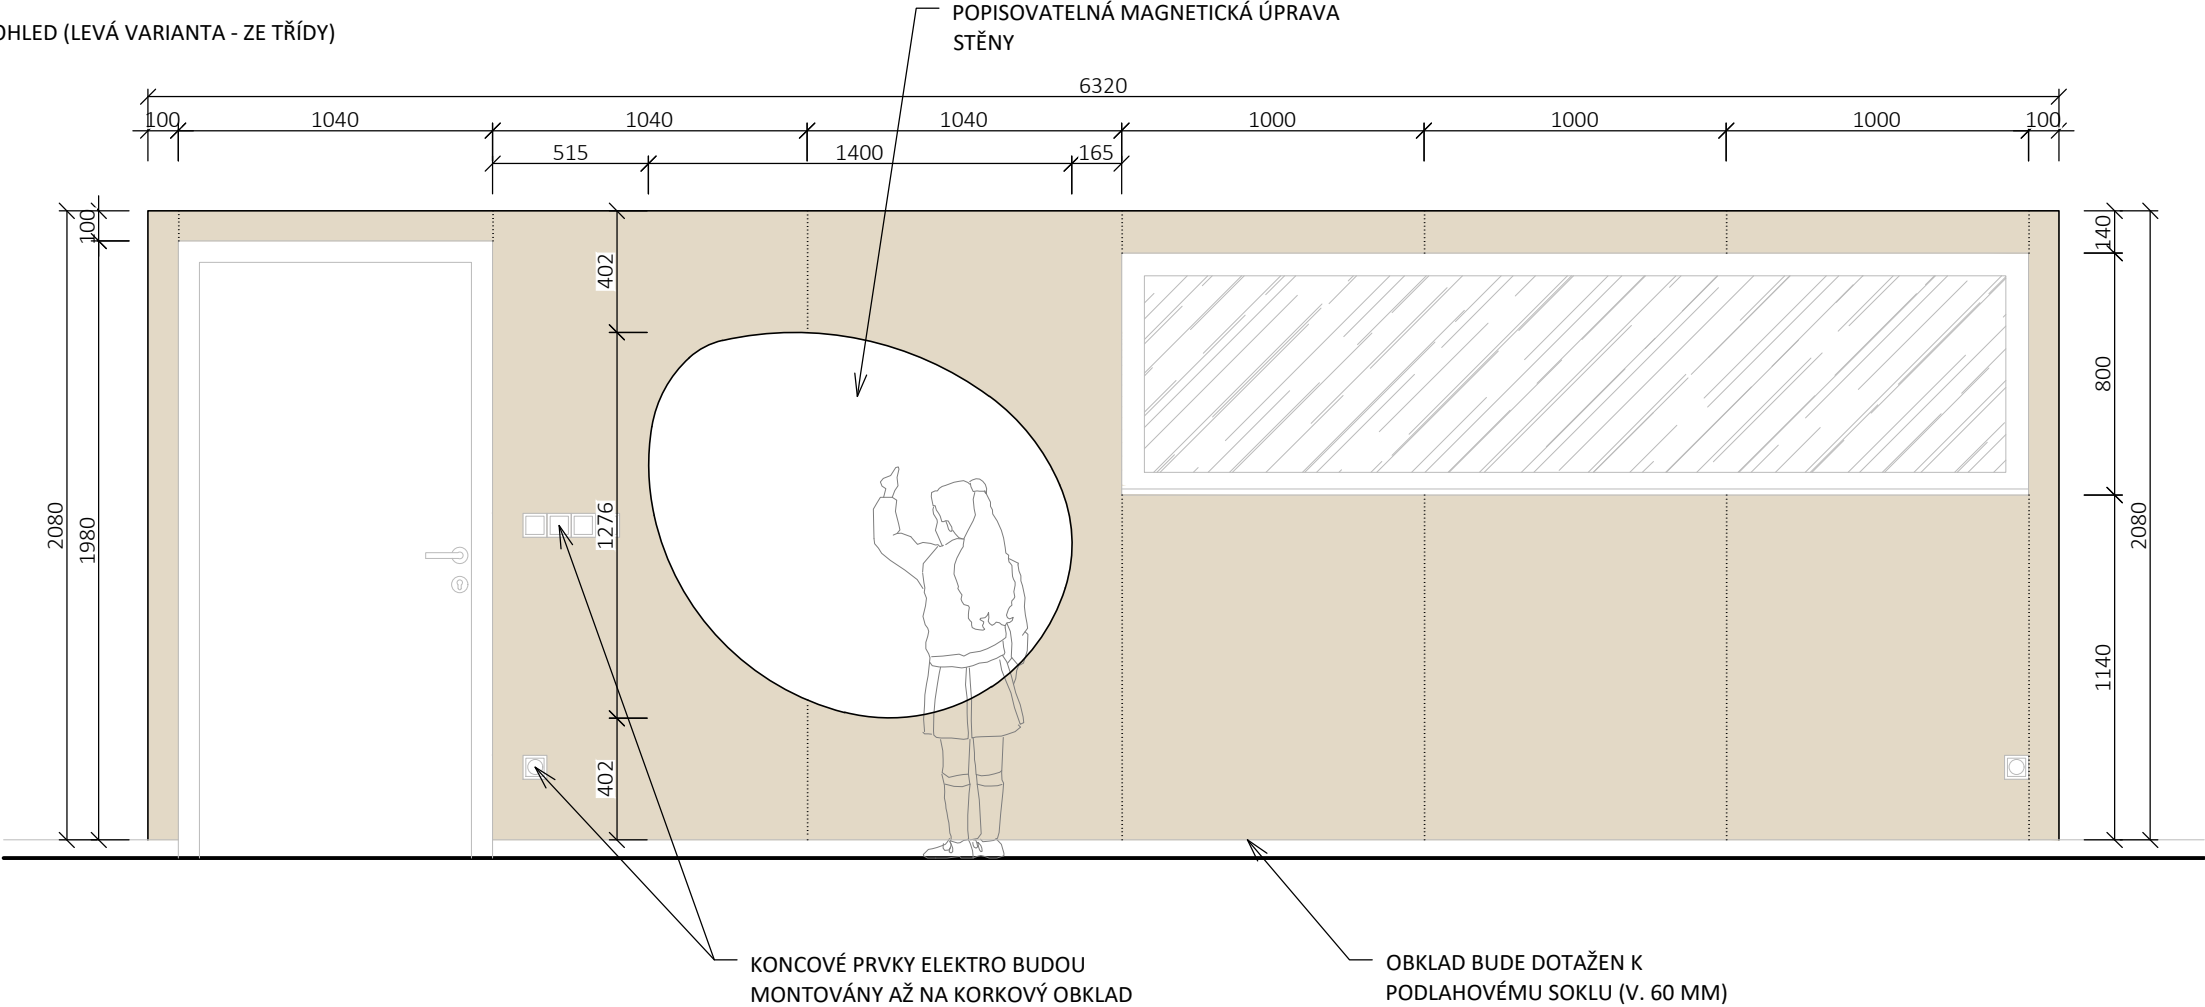 POPISOVATELNÁ MAGNETICKÁ ÚPRAVA
STĚNY
OHLED (LEVÁ VARIANTA - ZE TŘÍDY)
6320
100 1040 1040 1040 1000 1000 1000 100
515 1400 165
100
402
140
800
2080
1980
1276
2080
1140
402
KONCOVÉ PRVKY ELEKTRO BUDOU
MONTOVÁNY AŽ NA KORKOVÝ OBKLAD
OBKLAD BUDE DOTAŽEN K
PODLAHOVÉMU SOKLU (V. 60 MM)